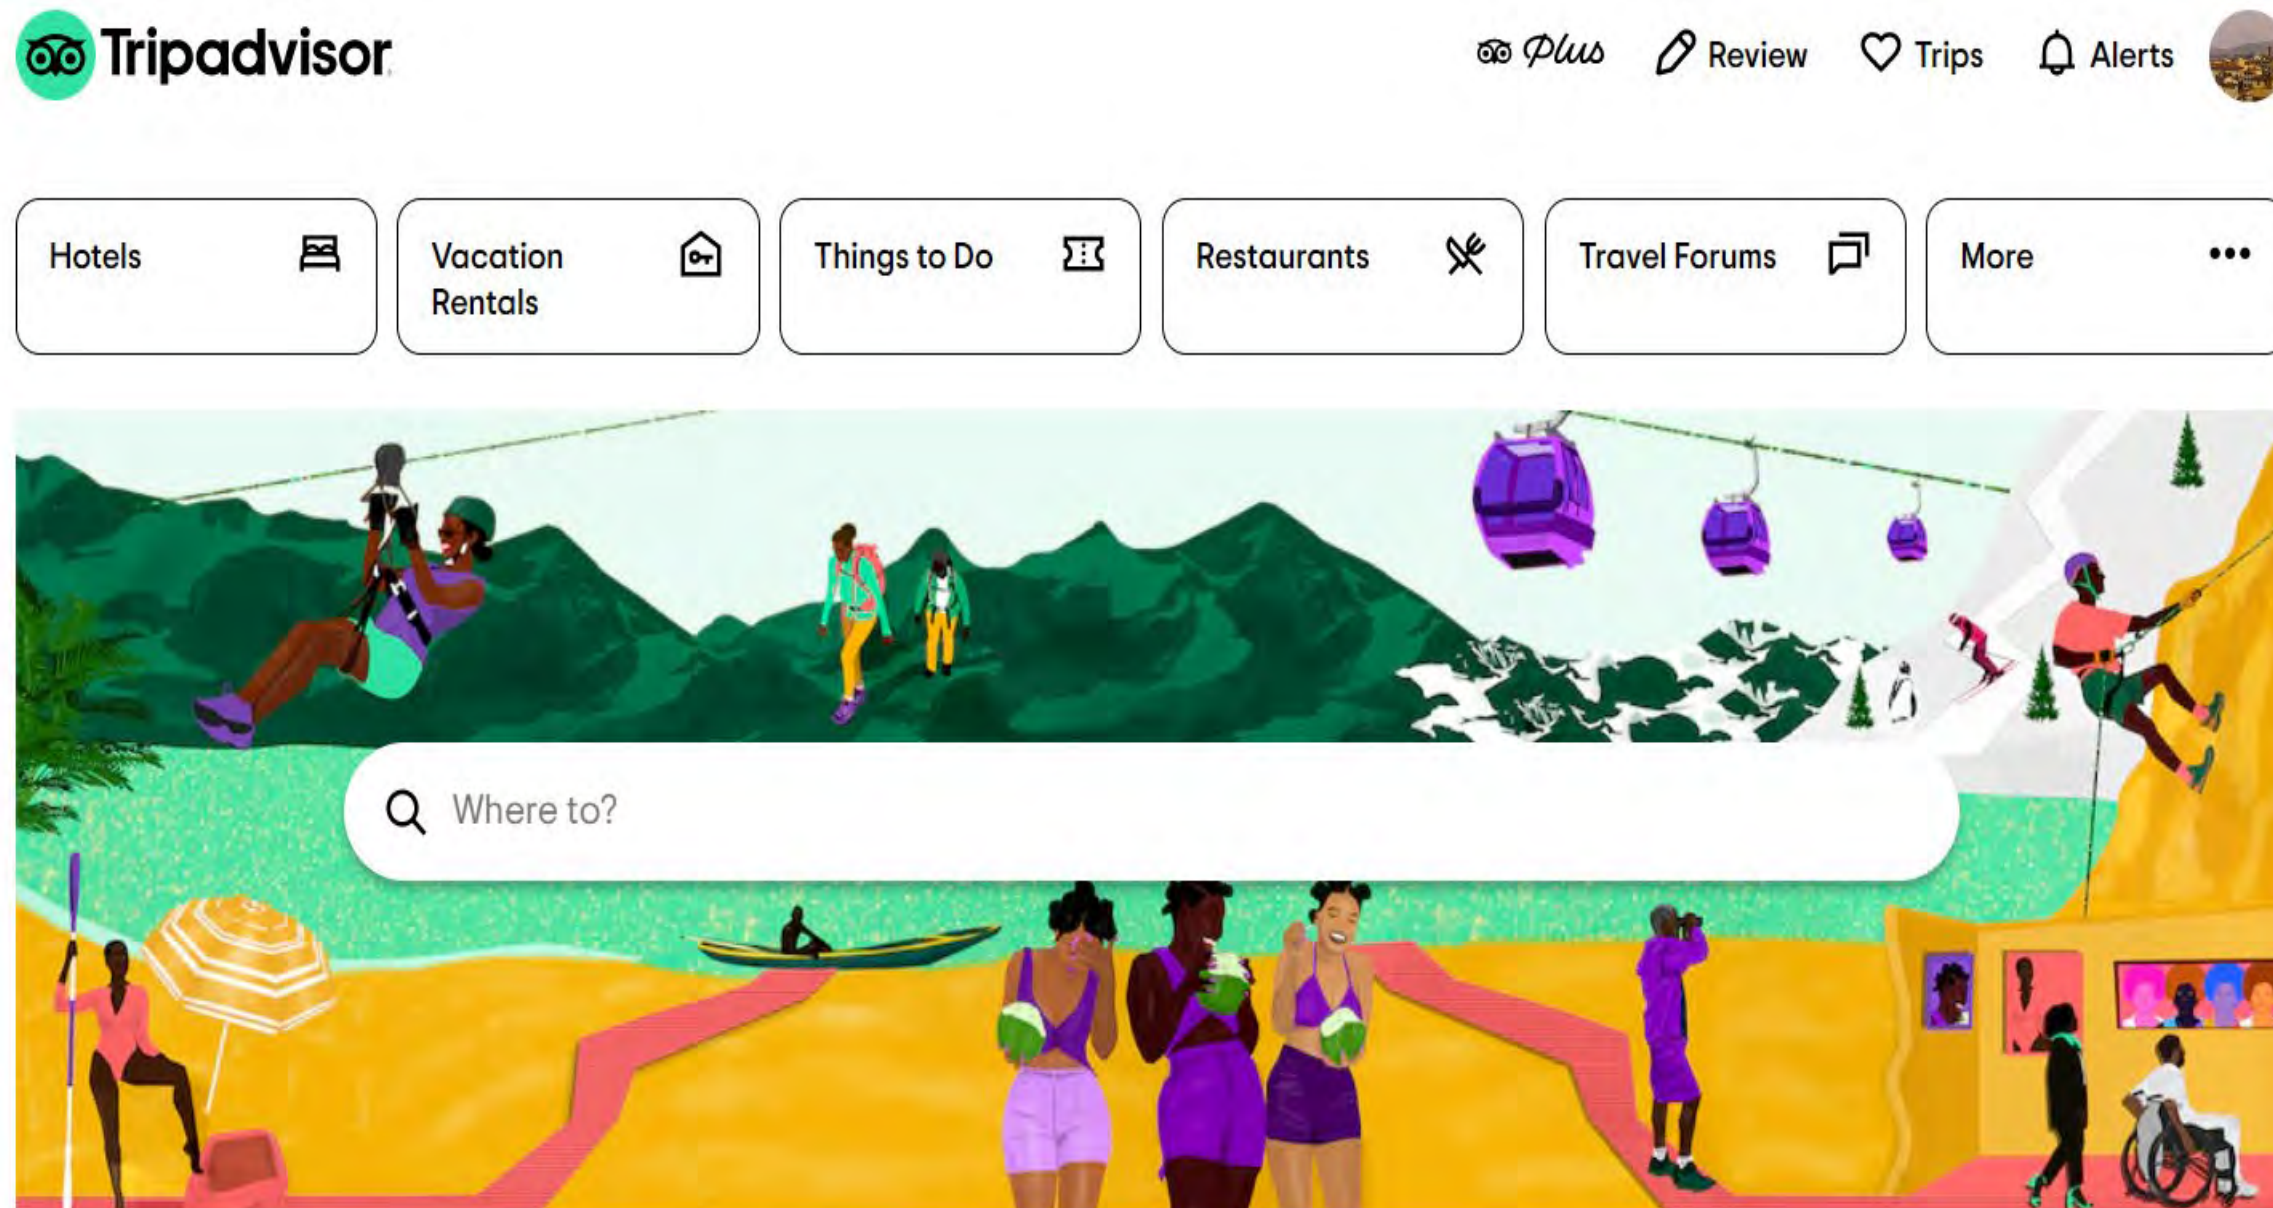 Tripadvisor
Plus
Review
Trips
Alerts
Hotels
Vacation
Rentals
Things to Do
Restaurants
Travel Forums
More
Where to?